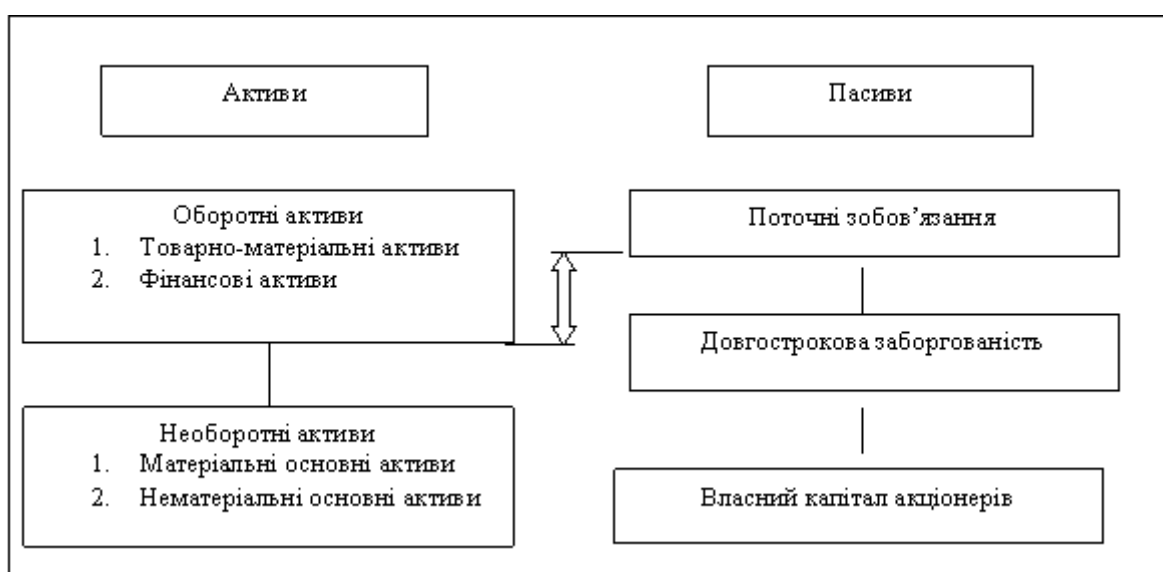 Активи
Пасиви
Оборотні активи
1. Товарно-матеріальні активи
2. Фінансові активи
Поточні зобов’язання
Довгострокова заборгованість
Необоротні активи
1. Матеріальні основні активи
2. Нематеріальні основні активи
Власний капітал акціонерів